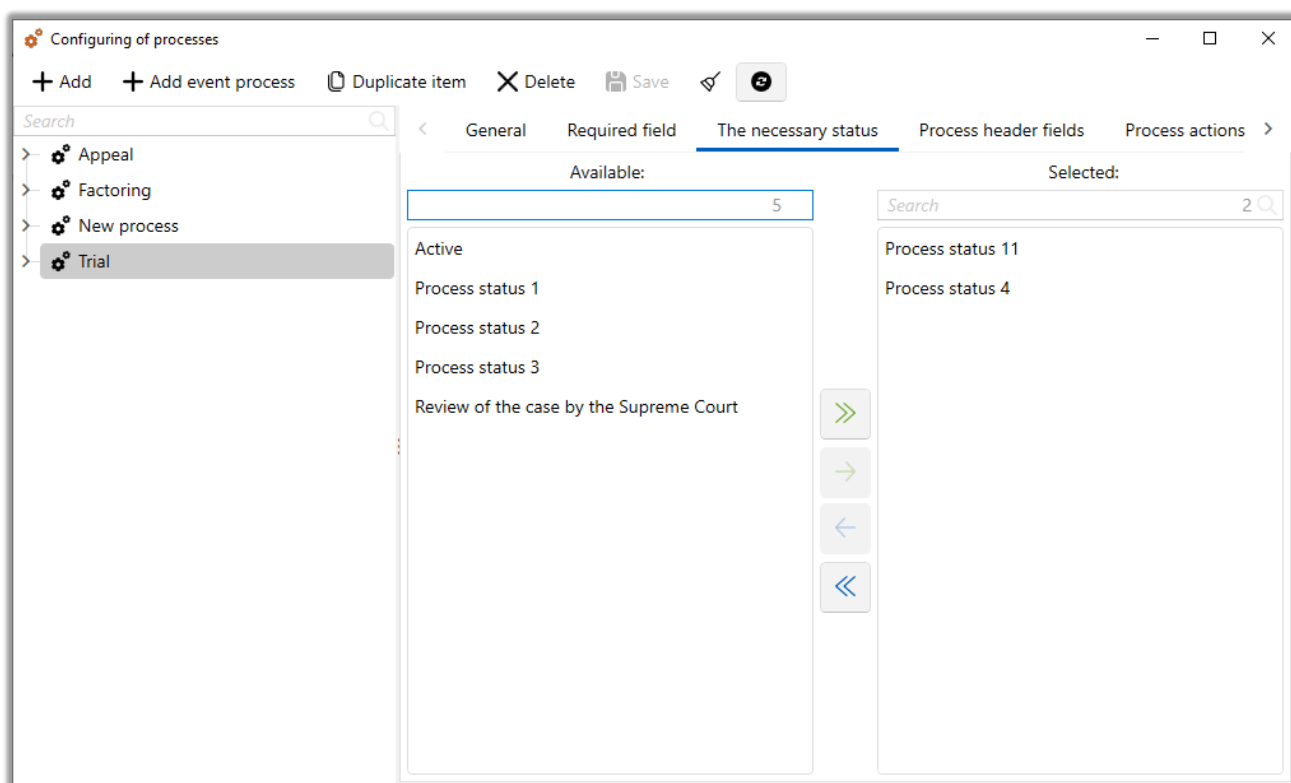 Configuring of processes
Add Add event process Duplicate item Delete Save
Search
General Required field The necessary status Process header fields Process actions
Appeal
Factoring
New process
Trial
Available:
5
Active
Process status 1
Process status 2
Process status 3
Review of the case by the Supreme Court
Selected:
Search 2
Process status 11
Process status 4